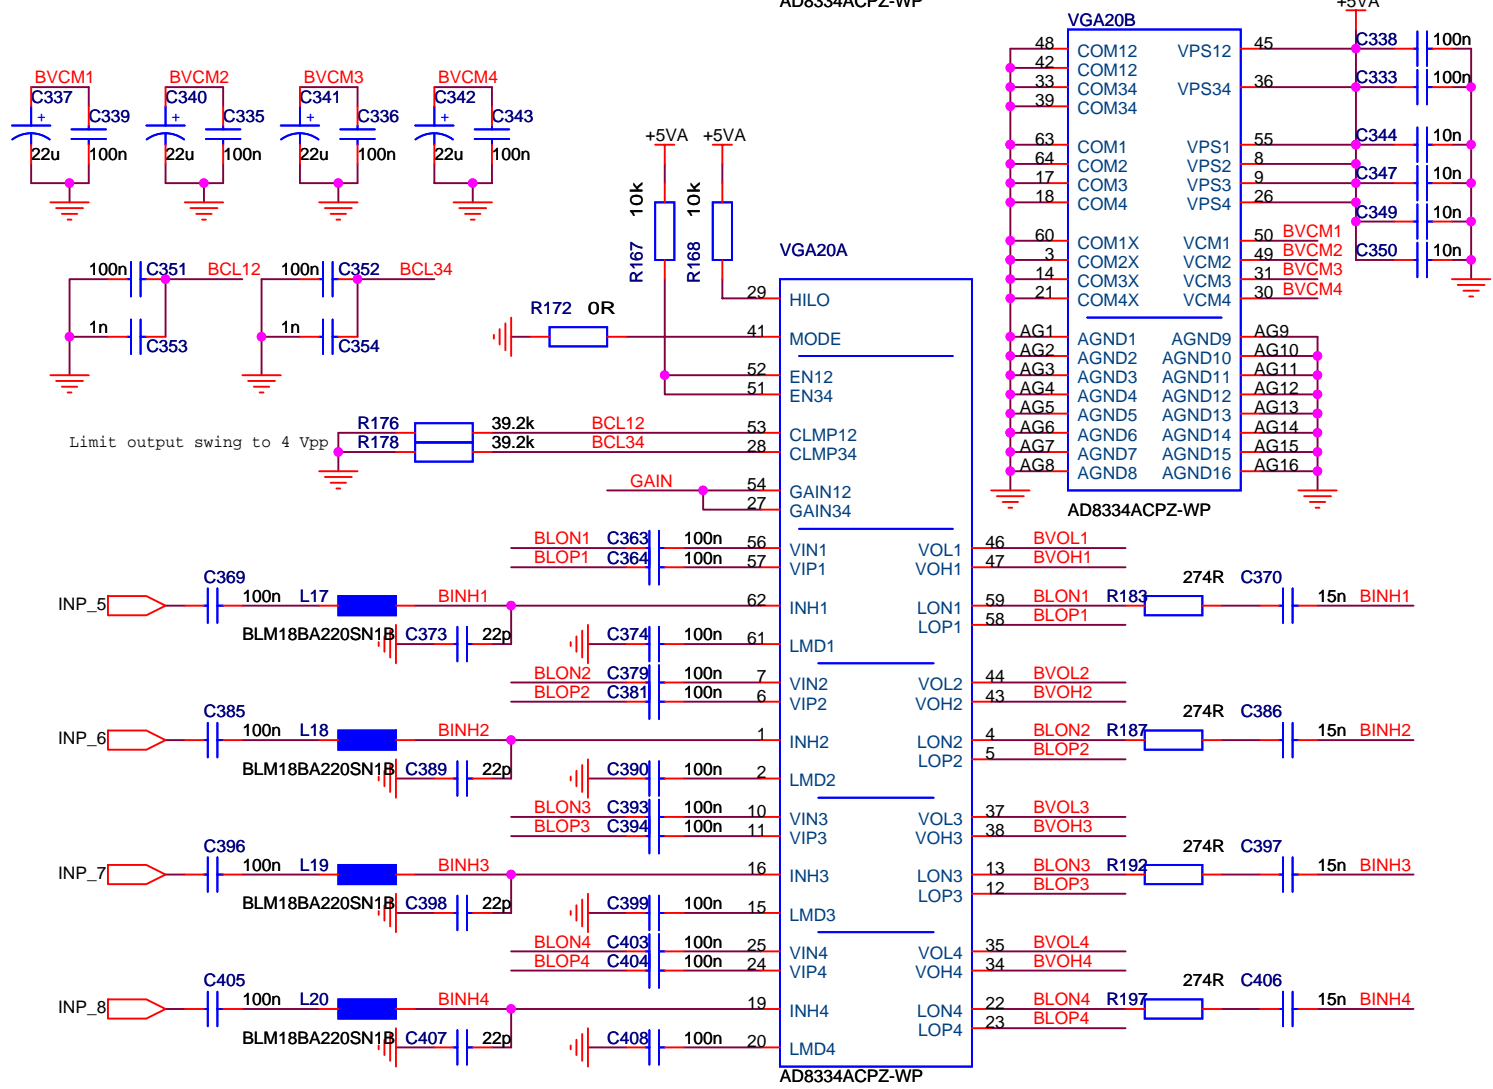 AD8334ACPZ-WP
+5VA
VGA20B
48 COM12 VPS12 45 C338 100n
42 COM12
33 COM34 VPS34 36 C333 100n
39 COM34
63 COM1 VPS1 55 C344 10n
64 COM2 VPS2 8
17 COM3 VPS3 9 C347 10n
18 COM4 VPS4 26
C349 10n
60 COM1X VCM1 50 BVCM1
3 COM2X VCM2 49 BVCM2 C350 10n
14 COM3X VCM3 31 BVCM3
21 COM4X VCM4 30 BVCM4
AG1 AGND1 AGND9 AG9
AG2 AGND2 AGND10 AG10
AG3 AGND3 AGND11 AG11
AG4 AGND4 AGND12 AG12
AG5 AGND5 AGND13 AG13
AG6 AGND6 AGND14 AG14
AG7 AGND7 AGND15 AG15
AG8 AGND8 AGND16 AG16
AD8334ACPZ-WP
BVCM1 BVCM2 BVCM3 BVCM4
C337 C340 C341 C342
+ C339 + C335 + C336 + C343
22u 100n 22u 100n 22u 100n 22u 100n
100n C351 BCL12 100n C352 BCL34
1n C353 1n C354
+5VA +5VA
R167 10k R168 10k
VGA20A
29 HILO
R172 0R 41 MODE
52 EN12
51 EN34
R176 39.2k BCL12 53 CLMP12
Limit output swing to 4 Vpp
R178 39.2k BCL34 28 CLMP34
GAIN 54 GAIN12
27 GAIN34
BLON1 C363 100n 56 VIN1 VOL1 46 BVOL1
BLOP1 C364 100n 57 VIP1 VOH1 47 BVOH1
C369 274R C370
INP_5 100n L17 BINH1 62 INH1 LON1 59 BLON1 R183 15n BINH1
LOP1 58 BLOP1
BLM18BA220SN1B C373 22p C374 100n 61 LMD1
BLON2 C379 100n 7 VIN2 VOL2 44 BVOL2
BLOP2 C381 100n 6 VIP2 VOH2 43 BVOH2
C385 274R C386
INP_6 100n L18 BINH2 1 INH2 LON2 4 BLON2 R187 15n BINH2
LOP2 5 BLOP2
BLM18BA220SN1B C389 22p C390 100n 2 LMD2
BLON3 C393 100n 10 VIN3 VOL3 37 BVOL3
BLOP3 C394 100n 11 VIP3 VOH3 38 BVOH3
C396 274R C397
INP_7 100n L19 BINH3 16 INH3 LON3 13 BLON3 R192 15n BINH3
LOP3 12 BLOP3
BLM18BA220SN1B C398 22p C399 100n 15 LMD3
BLON4 C403 100n 25 VIN4 VOL4 35 BVOL4
BLOP4 C404 100n 24 VIP4 VOH4 34 BVOH4
C405 274R C406
INP_8 100n L20 BINH4 19 INH4 LON4 22 BLON4 R197 15n BINH4
LOP4 23 BLOP4
BLM18BA220SN1B C407 22p C408 100n 20 LMD4
AD8334ACPZ-WP